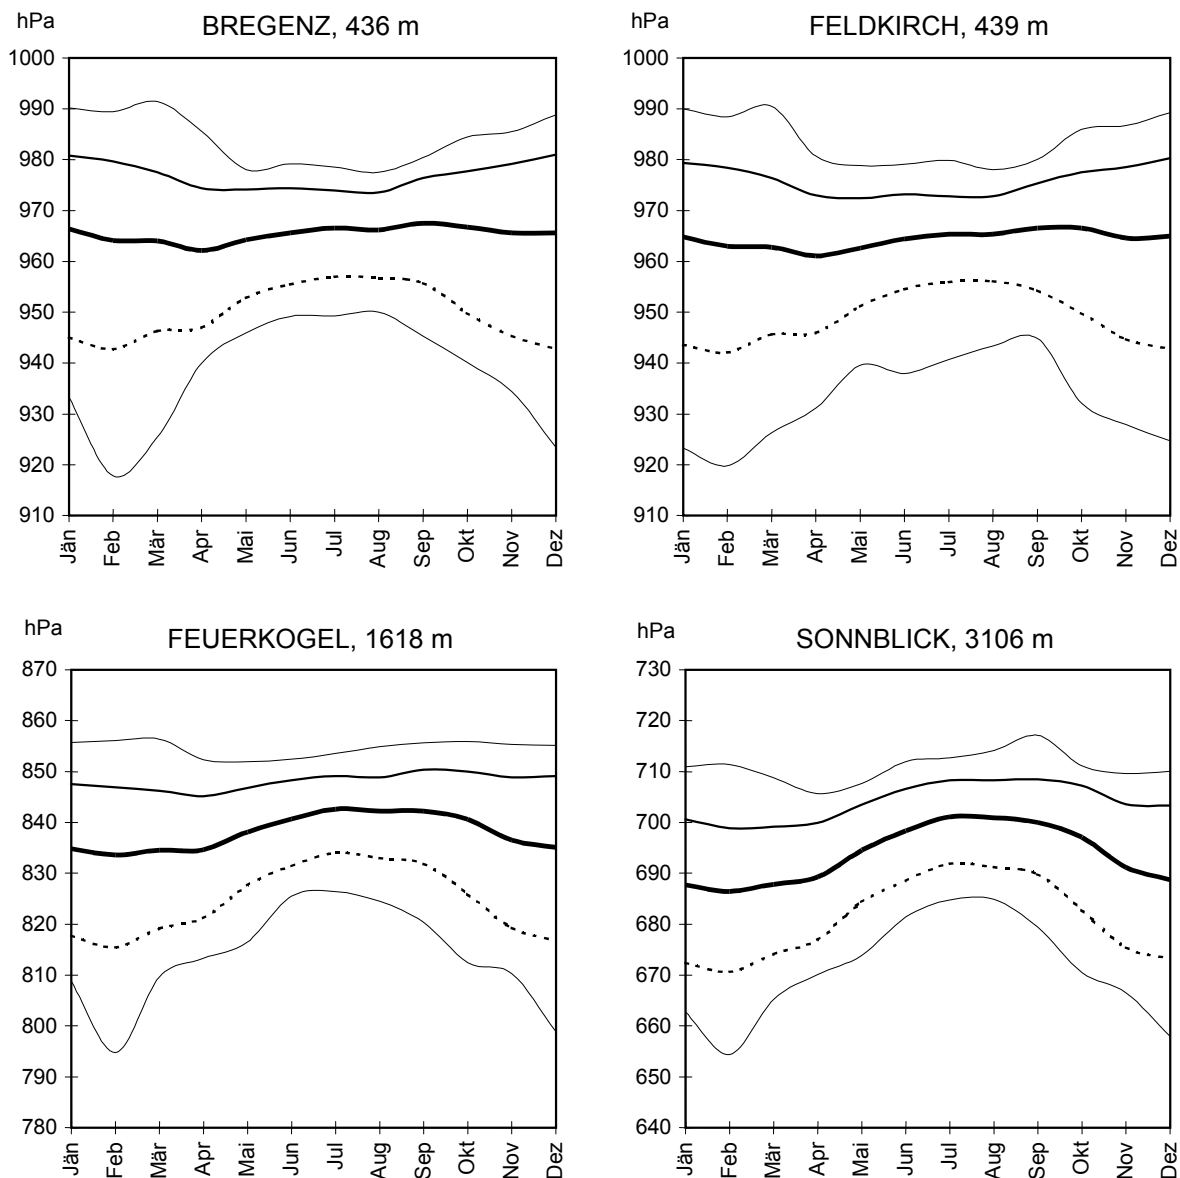 hPa
BREGENZ, 436 m
1000
990
980
970
960
950
940
930
920
910
Jän
Feb
Mär
Apr
Mai
Jun
Jul
Aug
Sep
Okt
Nov
Dez
hPa
FELDKIRCH, 439 m
1000
990
980
970
960
950
940
930
920
910
Jän
Feb
Mär
Apr
Mai
Jun
Jul
Aug
Sep
Okt
Nov
Dez
hPa
FEUERKOGEL, 1618 m
870
860
850
840
830
820
810
800
790
780
Jän
Feb
Mär
Apr
Mai
Jun
Jul
Aug
Sep
Okt
Nov
Dez
hPa
SONNBLICK, 3106 m
730
720
710
700
690
680
670
660
650
640
Jän
Feb
Mär
Apr
Mai
Jun
Jul
Aug
Sep
Okt
Nov
Dez